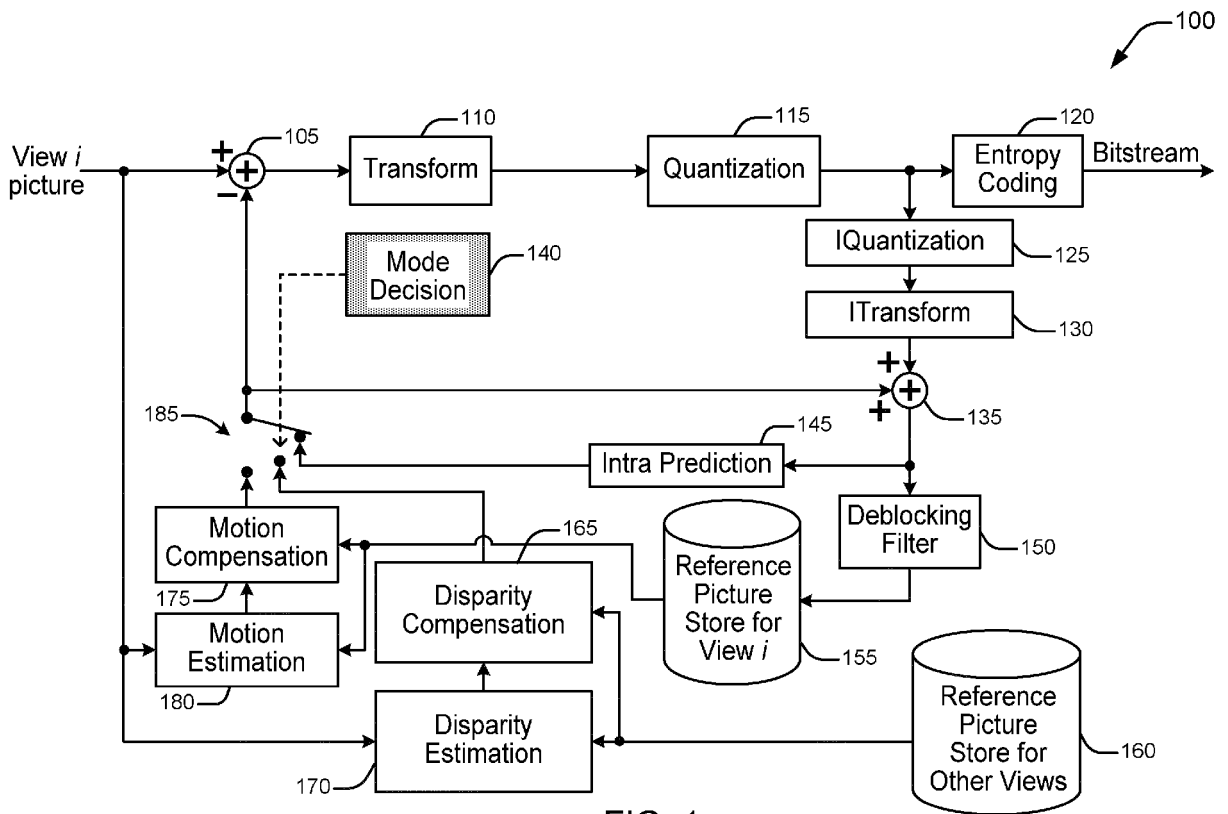 100
View i
picture
+
105
+
−
110
Transform
115
Quantization
120
Entropy
Coding
Bitstream
IQuantization
125
ITransform
130
Mode
Decision
140
+
+
+
135
185
145
Intra Prediction
Deblocking
Filter
150
Motion
Compensation
175
165
Disparity
Compensation
Reference
Picture
Store for
View i
155
Motion
Estimation
180
Disparity
Estimation
170
Reference
Picture
Store for
Other Views
160